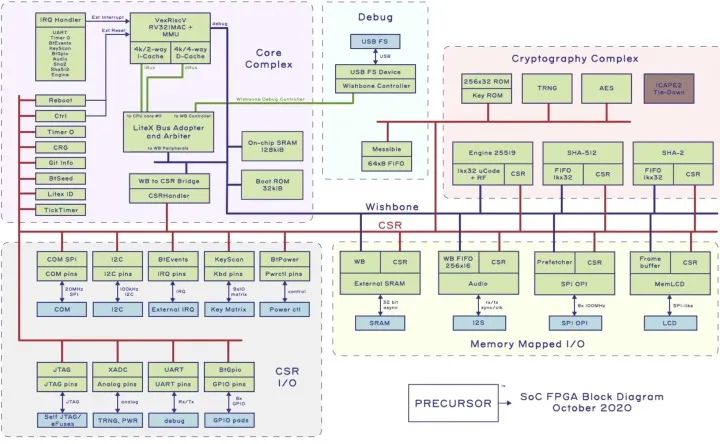 IRQ Handler
UART
Timer 0
BtEvents
KeyScan
BtGpio
Audio
Sha2
Sha512
Engine
Ext Interrupt
Ext Reset
VexRiscV
RV32IMAC +
MMU
4k/2-way
I-Cache
4k/4-way
D-Cache
debug
iBus
dBus
Core
Complex
Reboot
Ctrl
Timer 0
CRG
Git Info
BtSeed
Litex ID
TickTimer
to CPU core #0
to WB Controller
LiteX Bus Adapter
and Arbiter
to WB Peripherals
WB to CSR Bridge
CSRHandler
On-chip SRAM
128kiB
Boot ROM
32kiB
Wishbone Debug Controller
Debug
USB FS
USB
USB FS Device
Wishbone Controller
Messible
64x8 FIFO
Cryptography Complex
256x32 ROM
Key ROM
TRNG
AES
ICAPE2
Tie-Down
Engine 25519
1kx32 uCode
+ RF
CSR
SHA-512
FIFO
1kx32
CSR
SHA-2
FIFO
1kx32
CSR
Wishbone
CSR
COM SPI
COM pins
20MHz
SPI
COM
I2C
I2C pins
100kHz
I2C
I2C
BtEvents
IRQ pins
IRQ
External IRQ
KeyScan
Kbd pins
9x10
matrix
Key Matrix
BtPower
Pwrctl pins
control
Power ctl
JTAG
JTAG pins
JTAG
Self JTAG/
eFuses
XADC
Analog pins
analog
TRNG, PWR
UART
UART pins
Rx/Tx
debug
BtGpio
GPIO pins
8x
GPIO
GPIO pads
CSR
I/O
WB
CSR
External SRAM
32 bit
async
SRAM
WB FIFO
256x16
CSR
Audio
rx/tx
sync/clk
I2S
Prefetcher
CSR
SPI OPI
8x 100MHz
SPI OPI
Frame
buffer
CSR
MemLCD
SPI-like
LCD
Memory Mapped I/O
PRECURSOR
™
SoC FPGA Block Diagram
October 2020